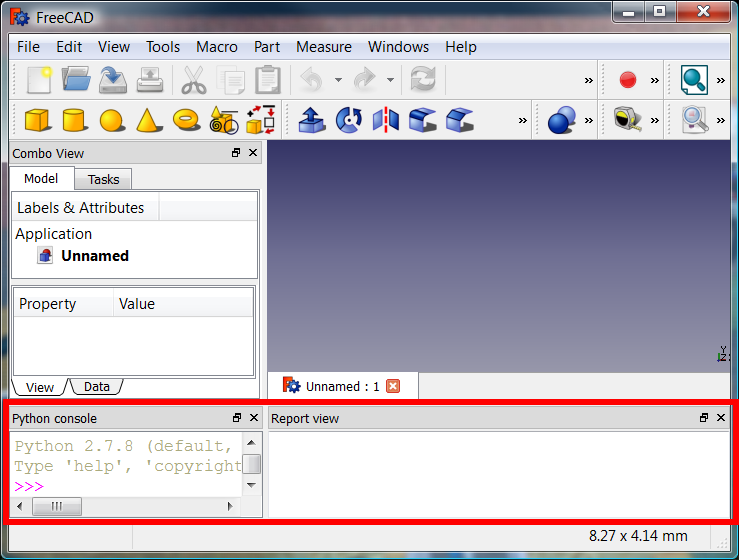 FreeCAD
File Edit View Tools Macro Part Measure Windows Help
Combo View
Model Tasks
Labels & Attributes
Application
Unnamed
Property Value
View Data
Y
Z
Unnamed : 1
Python console
Report view
Python 2.7.8 (default,
Type 'help', 'copyright
>>>
8.27 x 4.14 mm